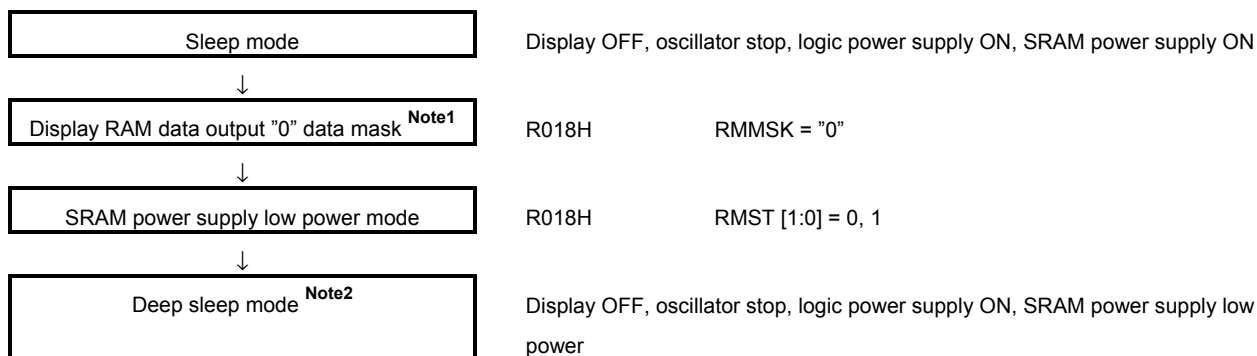 Sleep mode Display OFF, oscillator stop, logic power supply ON, SRAM power supply ON
↓
Display RAM data output ”0” data mask Note1 R018H RMMSK = ”0”
↓
SRAM power supply low power mode R018H RMST [1:0] = 0, 1
↓
Deep sleep mode Note2 Display OFF, oscillator stop, logic power supply ON, SRAM power supply low
power